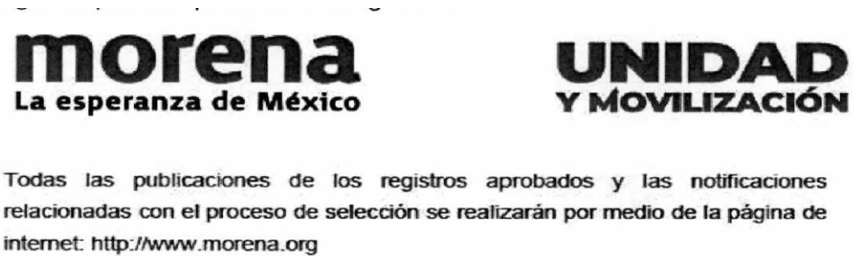 morena
La esperanza de México
UNIDAD
Y MOVILIZACIÓN
Todas las publicaciones de los registros aprobados y las notificaciones
relacionadas con el proceso de selección se realizarán por medio de la página de
internet: http://www.morena.org